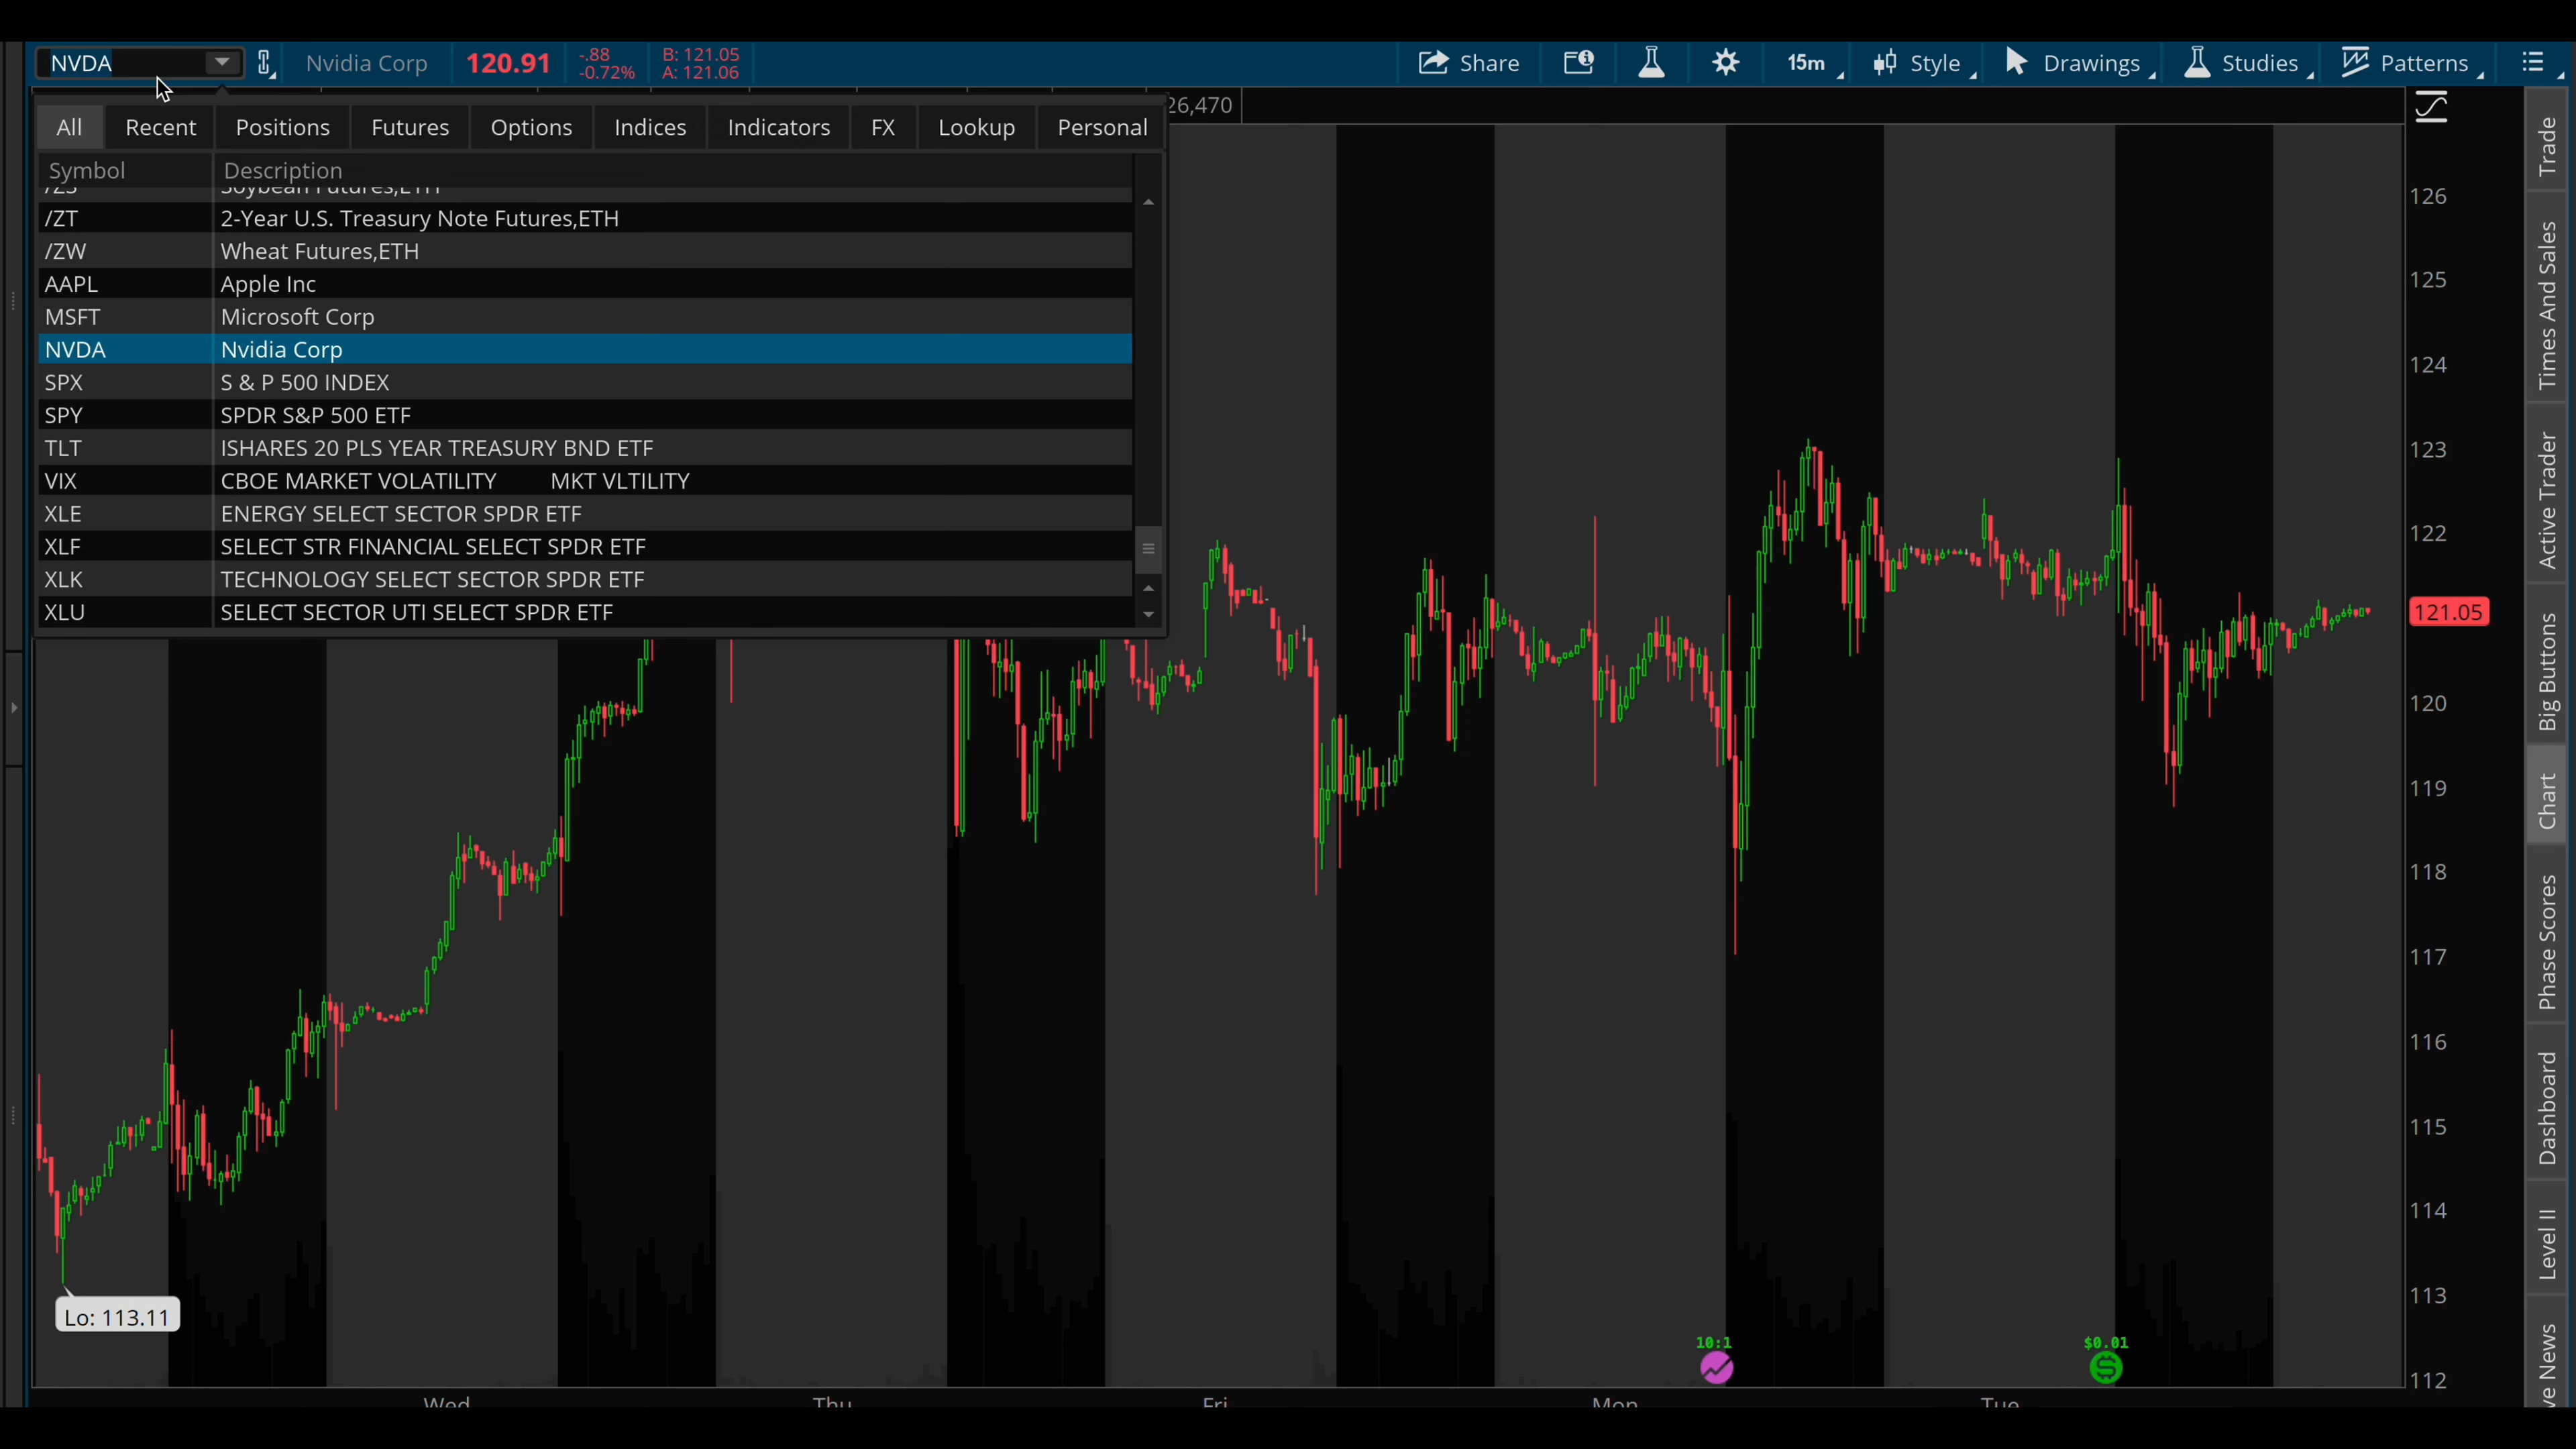 NVDA
Nvidia Corp
120.91
-.88
-0.72%
B: 121.05
A: 121.06
Share
15m
Style
Drawings
Studies
Patterns
26,470
All
Recent
Positions
Futures
Options
Indices
Indicators
FX
Lookup
Personal
Symbol Description
/ZS Soybean Futures,ETH
/ZT 2-Year U.S. Treasury Note Futures,ETH
/ZW Wheat Futures,ETH
AAPL Apple Inc
MSFT Microsoft Corp
NVDA Nvidia Corp
SPX S & P 500 INDEX
SPY SPDR S&P 500 ETF
TLT ISHARES 20 PLS YEAR TREASURY BND ETF
VIX CBOE MARKET VOLATILITY MKT VLTILITY
XLE ENERGY SELECT SECTOR SPDR ETF
XLF SELECT STR FINANCIAL SELECT SPDR ETF
XLK TECHNOLOGY SELECT SECTOR SPDR ETF
XLU SELECT SECTOR UTI SELECT SPDR ETF
126
125
124
123
122
121.05
120
119
118
117
116
115
114
113
112
Lo: 113.11
10:1
$0.01
Wed
Thu
Fri
Mon
Tue
Trade
Times And Sales
Active Trader
Big Buttons
Chart
Phase Scores
Dashboard
Level II
ve News